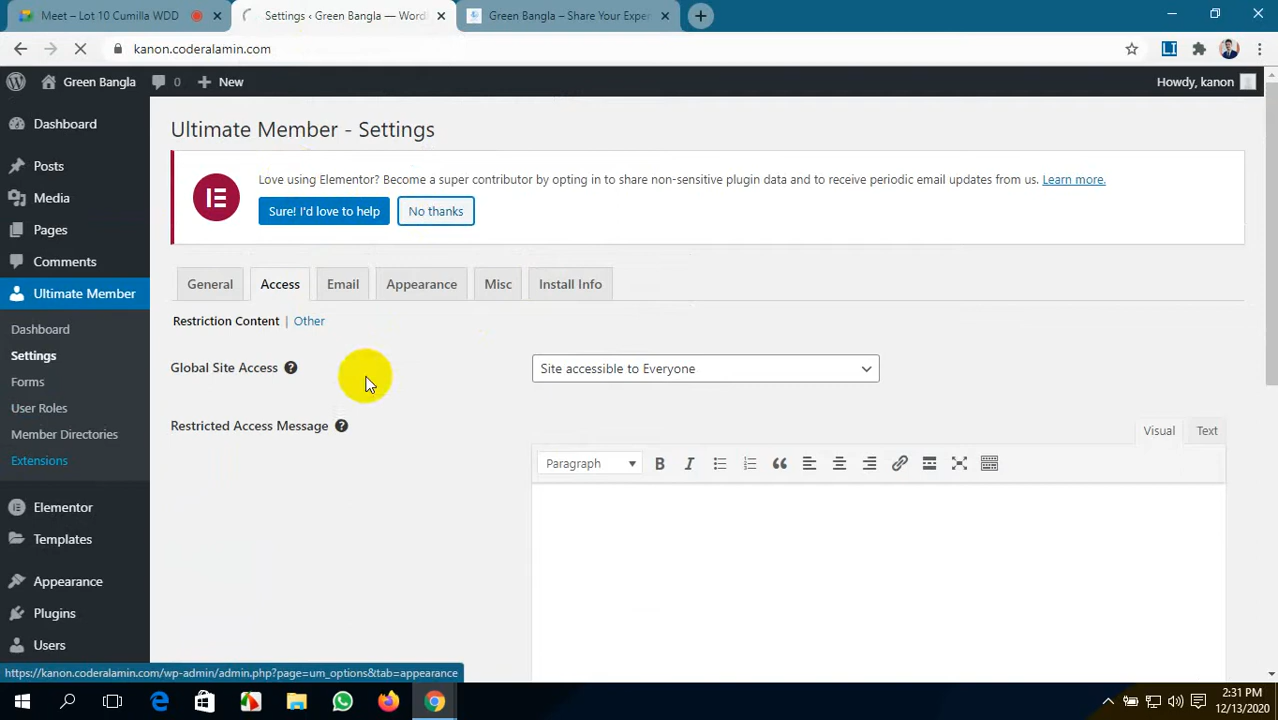 Meet – Lot 10 Cumilla WDD
Settings ‹ Green Bangla — Word
Green Bangla – Share Your Exper
kanon.coderalamin.com
Green Bangla
0
New
Howdy, kanon
Dashboard
Posts
Media
Pages
Comments
Ultimate Member
Dashboard
Settings
Forms
User Roles
Member Directories
Extensions
Elementor
Templates
Appearance
Plugins
Users
Ultimate Member - Settings
Love using Elementor? Become a super contributor by opting in to share non-sensitive plugin data and to receive periodic email updates from us. Learn more.
Sure! I'd love to help
No thanks
General
Access
Email
Appearance
Misc
Install Info
Restriction Content | Other
Global Site Access ?
Site accessible to Everyone
Restricted Access Message ?
Visual
Text
Paragraph
B
I
https://kanon.coderalamin.com/wp-admin/admin.php?page=um_options&tab=appearance
2:31 PM
12/13/2020